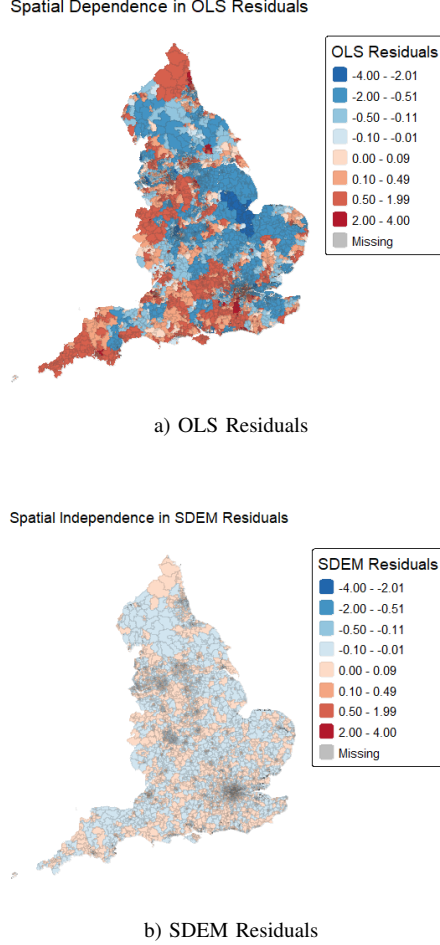 Spatial Dependence in OLS Residuals
OLS Residuals
-4.00 - -2.01
-2.00 - -0.51
-0.50 - -0.11
-0.10 - -0.01
0.00 - 0.09
0.10 - 0.49
0.50 - 1.99
2.00 - 4.00
Missing
a) OLS Residuals
Spatial Independence in SDEM Residuals
SDEM Residuals
-4.00 - -2.01
-2.00 - -0.51
-0.50 - -0.11
-0.10 - -0.01
0.00 - 0.09
0.10 - 0.49
0.50 - 1.99
2.00 - 4.00
Missing
b) SDEM Residuals